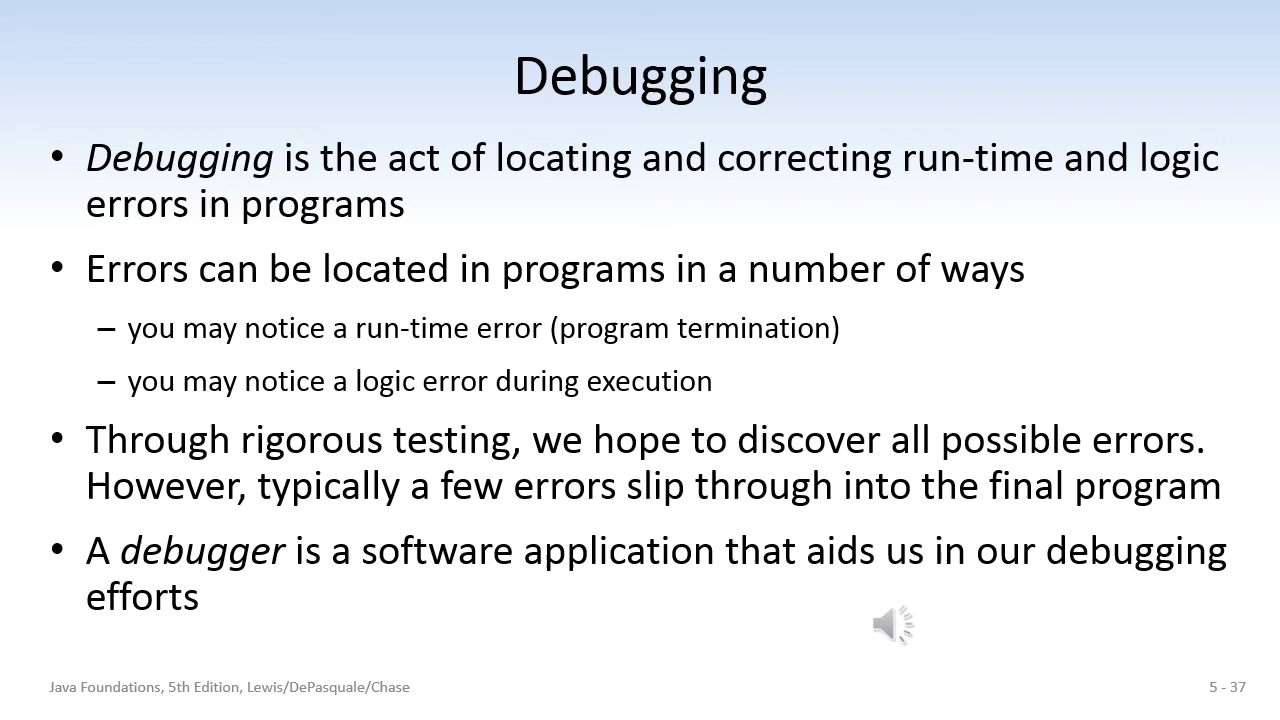 Debugging
• Debugging is the act of locating and correcting run-time and logic
errors in programs
• Errors can be located in programs in a number of ways
– you may notice a run-time error (program termination)
– you may notice a logic error during execution
• Through rigorous testing, we hope to discover all possible errors.
However, typically a few errors slip through into the final program
• A debugger is a software application that aids us in our debugging
efforts
Java Foundations, 5th Edition, Lewis/DePasquale/Chase
5 - 37